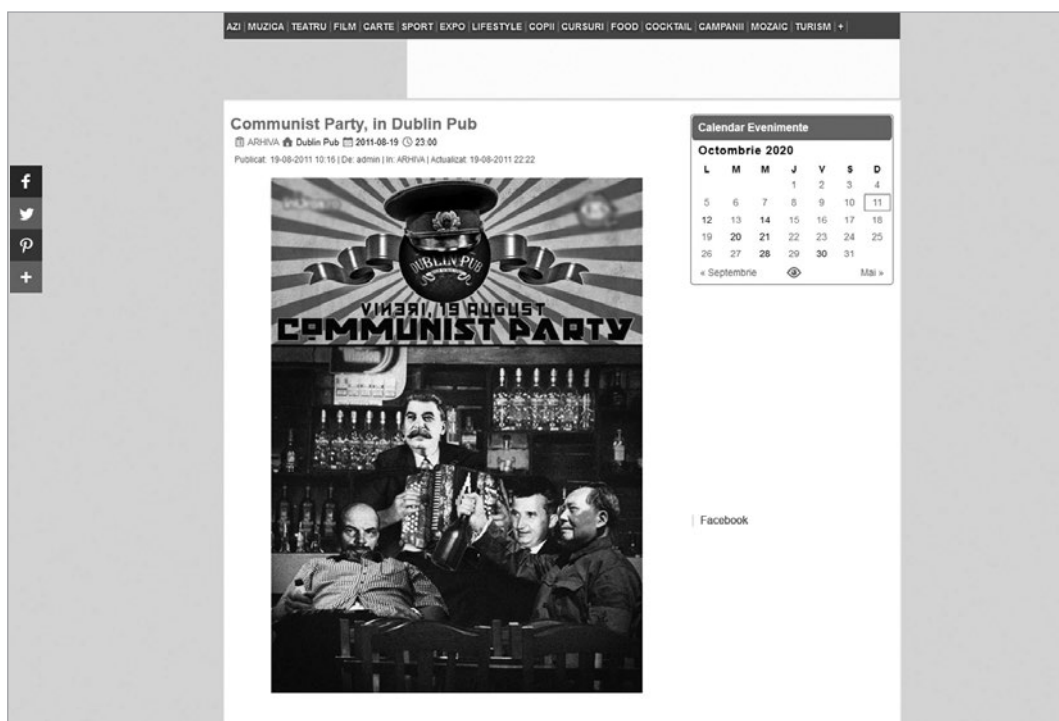 AZI | MUZICA | TEATRU | FILM | CARTE | SPORT | EXPO | LIFESTYLE | COPII | CURSURI | FOOD | COCKTAIL | CAMPANII | MOZAIC | TURISM | + |
Communist Party, in Dublin Pub
ARHIVA Dublin Pub 2011-08-19 23:00
Publicat: 19-08-2011 10:16 | De: admin | In: ARHIVA | Actualizat: 19-08-2011 22:22
DUBLIN PUB
VINERI, 19 AUGUST
COMMUNIST PARTY
Calendar Evenimente
Octombrie 2020
L M M J V S D
1 2 3 4
5 6 7 8 9 10 11
12 13 14 15 16 17 18
19 20 21 22 23 24 25
26 27 28 29 30 31
« Septembrie Mai »
Facebook